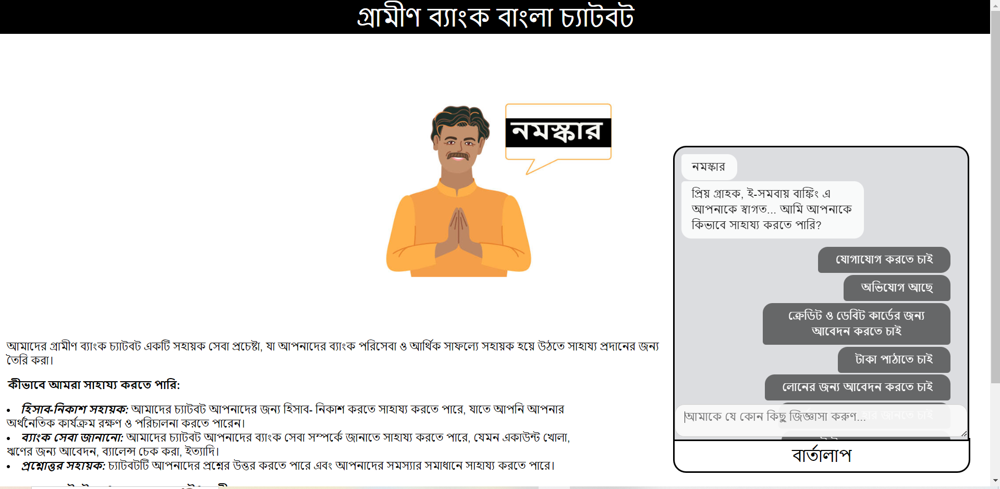 গ্রামীণ ব্যাংক বাংলা চ্যাটবট
নমস্কার
আমাদের গ্রামীণ ব্যাংক চ্যাটবট একটি সহায়ক সেবা প্রচেষ্টা, যা আপনাদের ব্যাংক পরিসেবা ও আর্থিক সাফল্যে সহায়ক হয়ে উঠতে সাহায্য প্রদানের জন্য
তৈরি করা।
কীভাবে আমরা সাহায্য করতে পারি:
• হিসাব-নিকাশ সহায়ক: আমাদের চ্যাটবট আপনাদের জন্য হিসাব- নিকাশ করতে সাহায্য করতে পারে, যাতে আপনি আপনার
অর্থনৈতিক কার্যক্রম রক্ষণ ও পরিচালনা করতে পারেন।
• ব্যাংক সেবা জানানো: আমাদের চ্যাটবট আপনাদের ব্যাংক সেবা সম্পর্কে জানাতে সাহায্য করতে পারে, যেমন একাউন্ট খোলা,
ঋণের জন্য আবেদন, ব্যালেন্স চেক করা, ইত্যাদি।
• প্রশ্নোত্তর সহায়ক: চ্যাটবটটি আপনাদের প্রশ্নের উত্তর করতে পারে এবং আপনাদের সমস্যার সমাধানে সাহায্য করতে পারে।
নমস্কার
প্রিয় গ্রাহক, ই-সমবায় বাঙ্কিং এ
আপনাকে স্বাগত... আমি আপনাকে
কিভাবে সাহায্য করতে পারি?
যোগাযোগ করতে চাই
অভিযোগ আছে
ক্রেডিট ও ডেবিট কার্ডের জন্য
আবেদন করতে চাই
টাকা পাঠাতে চাই
লোনের জন্য আবেদন করতে চাই
হার জানতে চাই
আমাকে যে কোন কিছু জিজ্ঞাসা করুণ...
বার্তালাপ